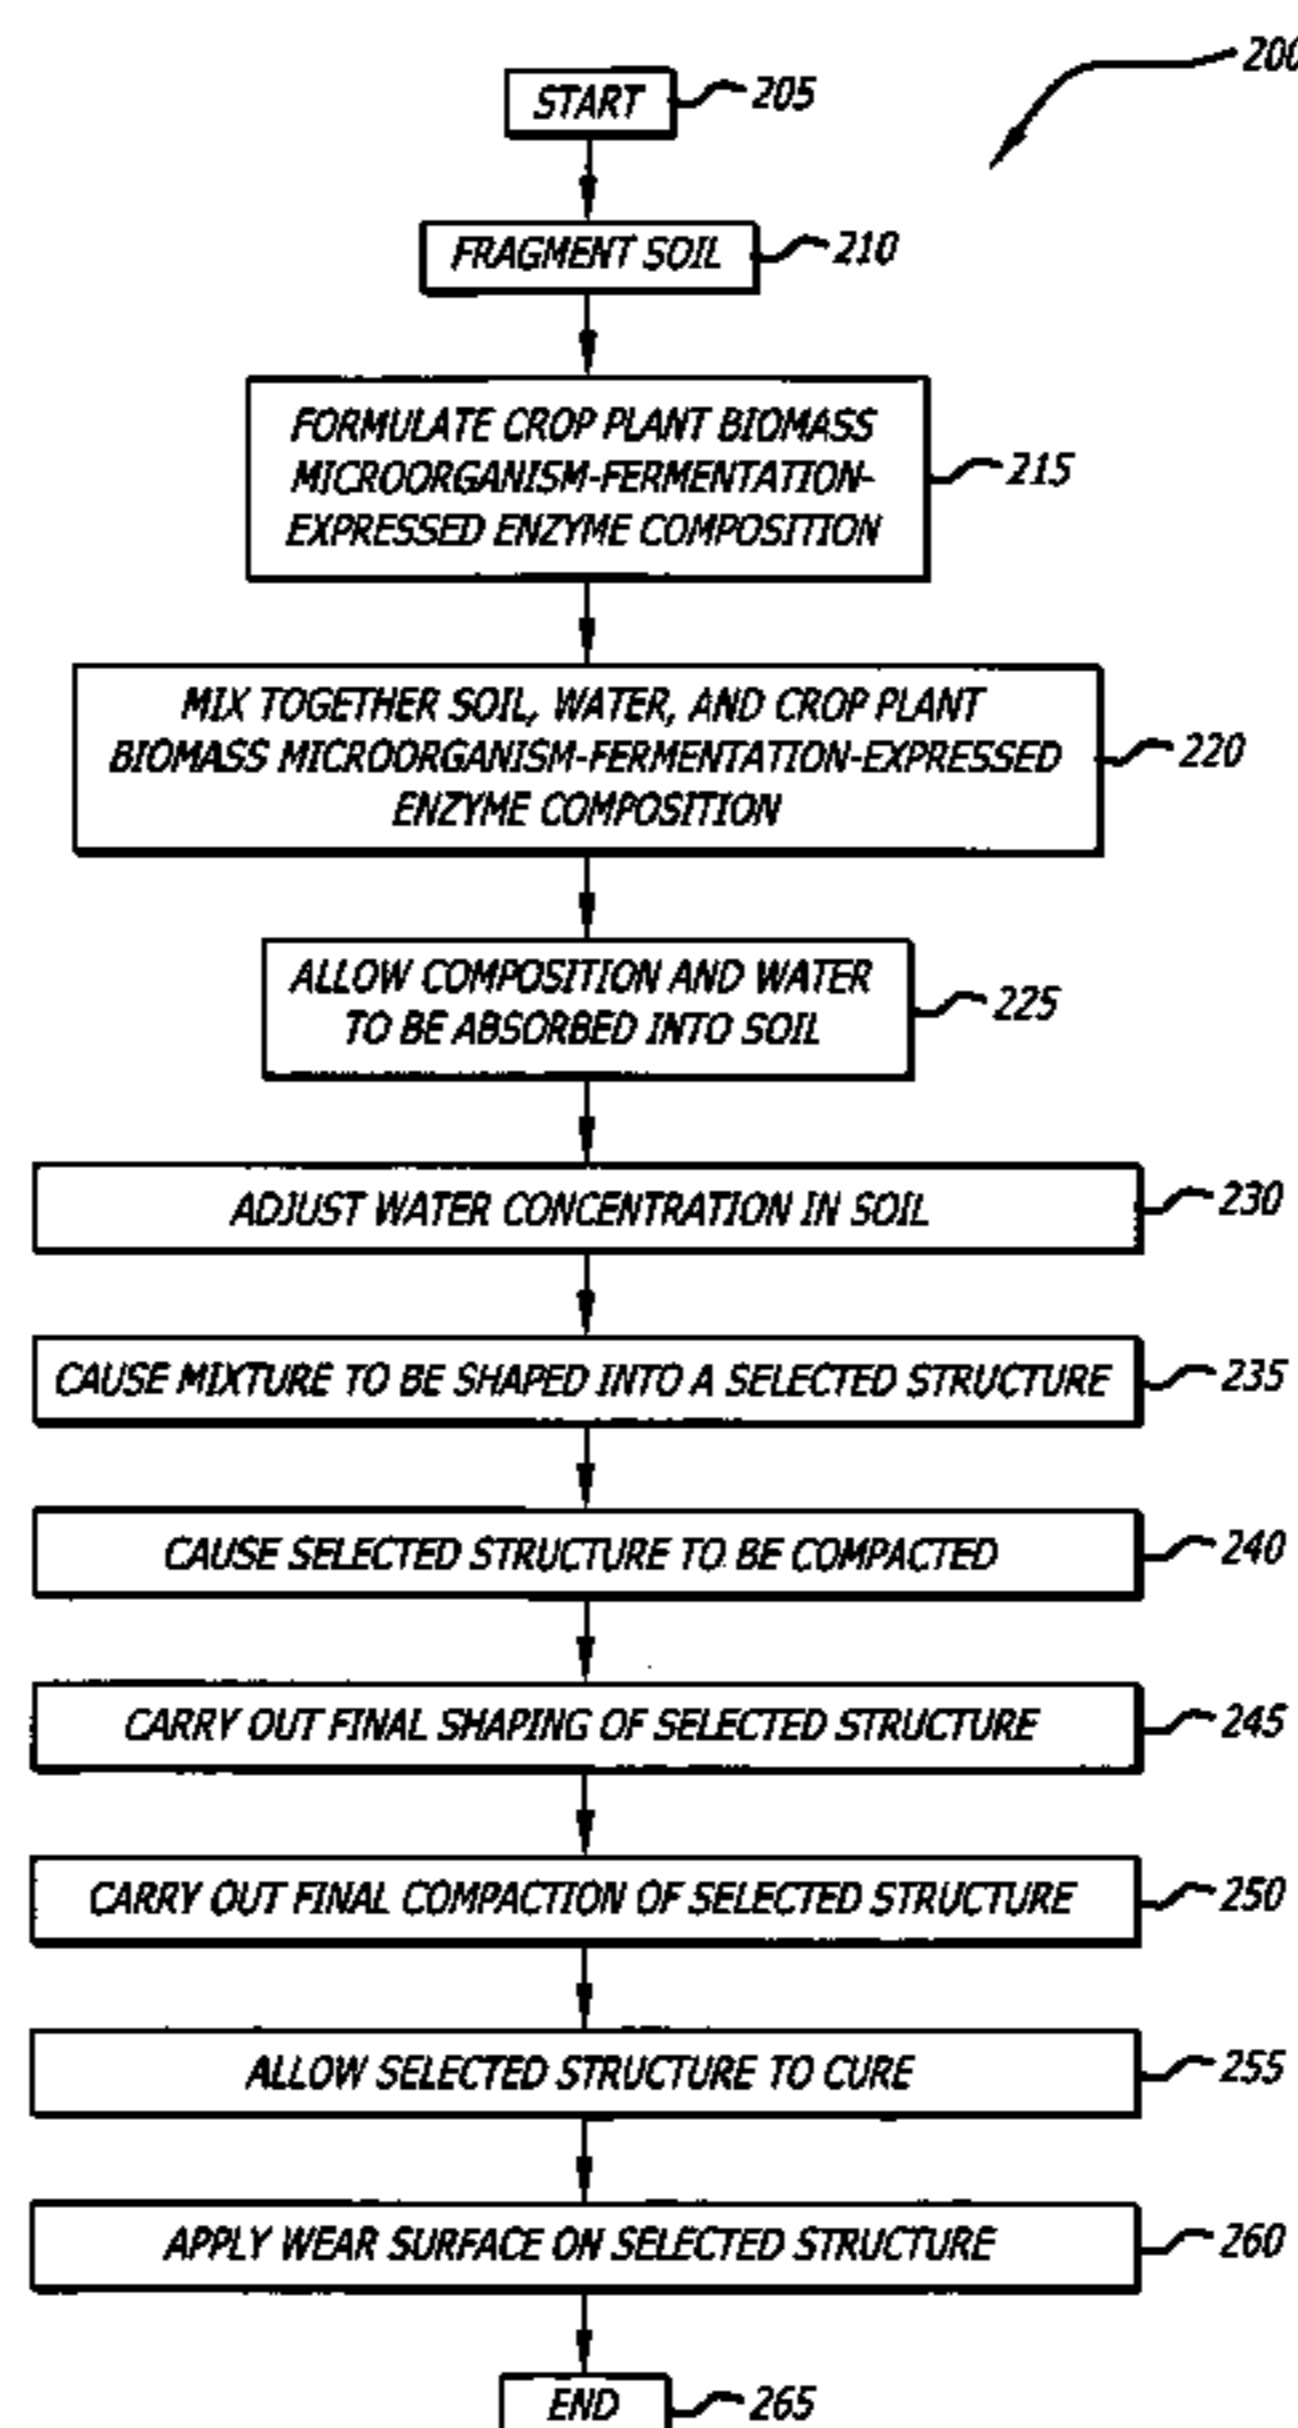 200
START 205
FRAGMENT SOIL 210
FORMULATE CROP PLANT BIOMASS
MICROORGANISM-FERMENTATION-
EXPRESSED ENZYME COMPOSITION
215
MIX TOGETHER SOIL, WATER, AND CROP PLANT
BIOMASS MICROORGANISM-FERMENTATION-EXPRESSED
ENZYME COMPOSITION
220
ALLOW COMPOSITION AND WATER
TO BE ABSORBED INTO SOIL
225
ADJUST WATER CONCENTRATION IN SOIL 230
CAUSE MIXTURE TO BE SHAPED INTO A SELECTED STRUCTURE 235
CAUSE SELECTED STRUCTURE TO BE COMPACTED 240
CARRY OUT FINAL SHAPING OF SELECTED STRUCTURE 245
CARRY OUT FINAL COMPACTION OF SELECTED STRUCTURE 250
ALLOW SELECTED STRUCTURE TO CURE 255
APPLY WEAR SURFACE ON SELECTED STRUCTURE 260
END 265